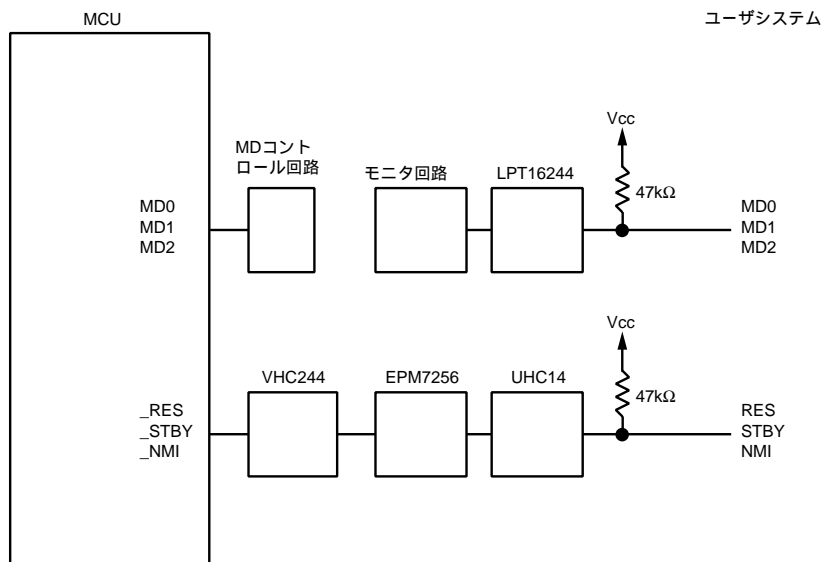 MCU
ユーザシステム
MDコント
ロール回路
モニタ回路
LPT16244
Vcc
47kΩ
MD0
MD1
MD2
MD0
MD1
MD2
VHC244
EPM7256
UHC14
Vcc
47kΩ
_RES
_STBY
_NMI
RES
STBY
NMI